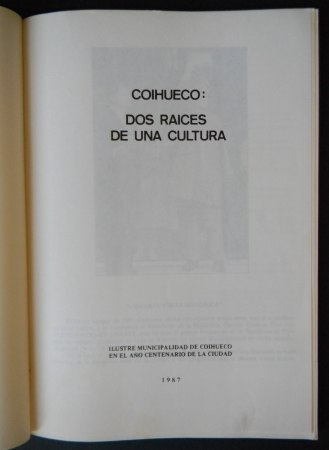 COIHUECO:
DOS RAICES
DE UNA CULTURA
ILUSTRE MUNICIPALIDAD DE COIHUECO
EN EL AÑO CENTENARIO DE LA CIUDAD
1987